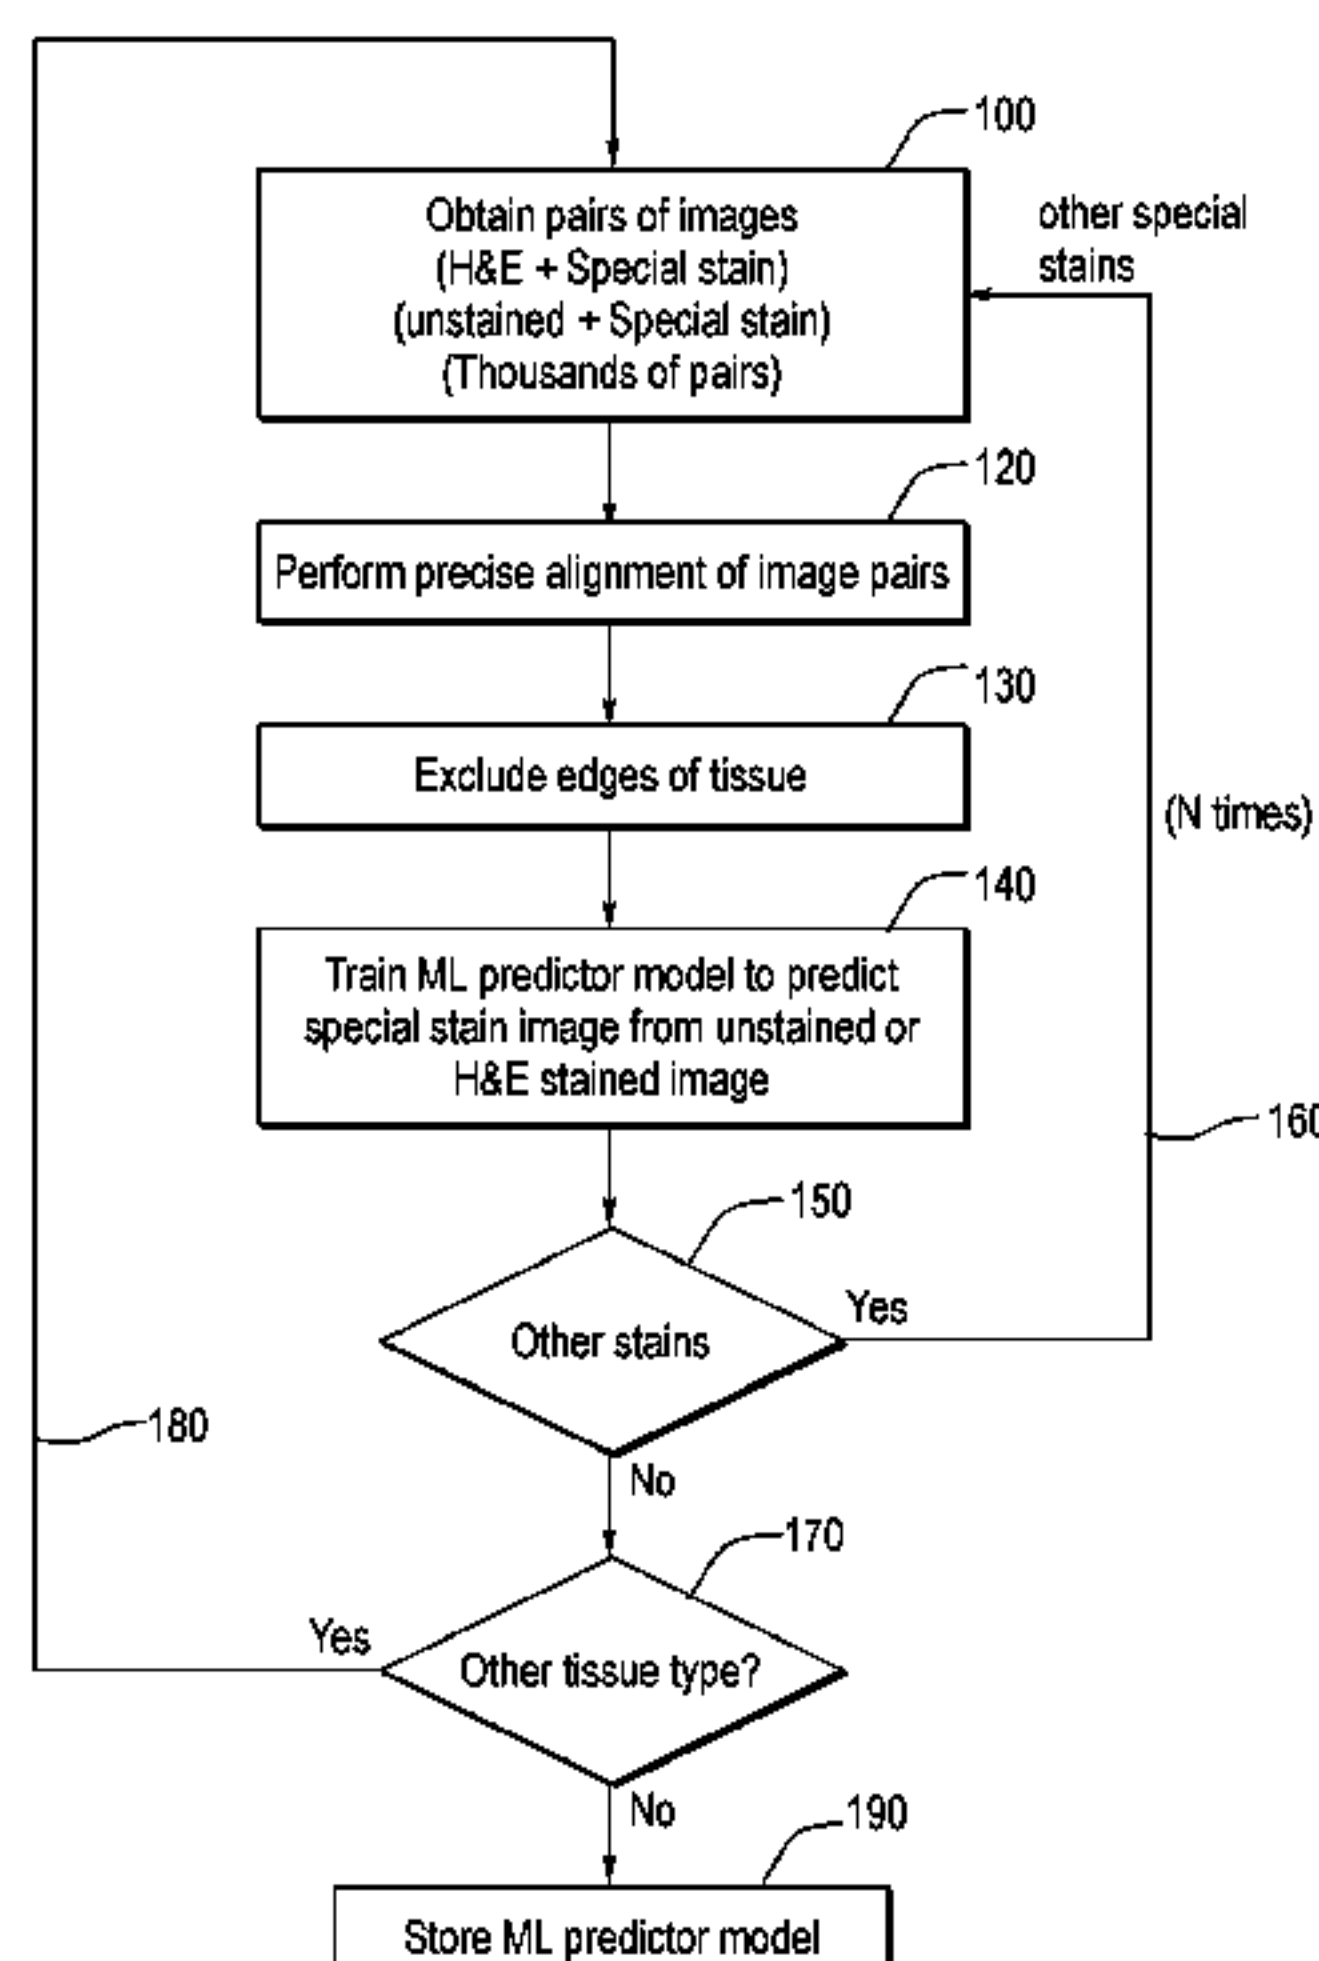 100
Obtain pairs of images
(H&E + Special stain)
(unstained + Special stain)
(Thousands of pairs)
other special
stains
120
Perform precise alignment of image pairs
130
Exclude edges of tissue
(N times)
140
Train ML predictor model to predict
special stain image from unstained or
H&E stained image
160
150
Other stains
Yes
180
No
170
Yes
Other tissue type?
No
190
Store ML predictor model